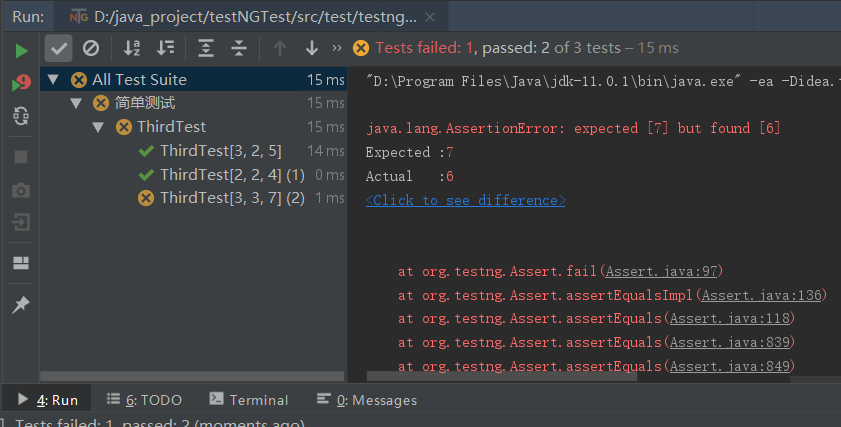 Run: D:/java_project/testNGTest/src/test/testng...
Tests failed: 1, passed: 2 of 3 tests – 15 ms
All Test Suite 15 ms
简单测试 15 ms
ThirdTest 15 ms
ThirdTest[3, 2, 5] 14 ms
ThirdTest[2, 2, 4] (1) 0 ms
ThirdTest[3, 3, 7] (2) 1 ms
"D:\Program Files\Java\jdk-11.0.1\bin\java.exe" -ea -Didea.
java.lang.AssertionError: expected [7] but found [6]
Expected :7
Actual :6
<Click to see difference>
at org.testng.Assert.fail(Assert.java:97)
at org.testng.Assert.assertEqualsImpl(Assert.java:136)
at org.testng.Assert.assertEquals(Assert.java:118)
at org.testng.Assert.assertEquals(Assert.java:839)
at org.testng.Assert.assertEquals(Assert.java:849)
4: Run 6: TODO Terminal 0: Messages
Tests failed: 1, passed: 2 (moments ago)